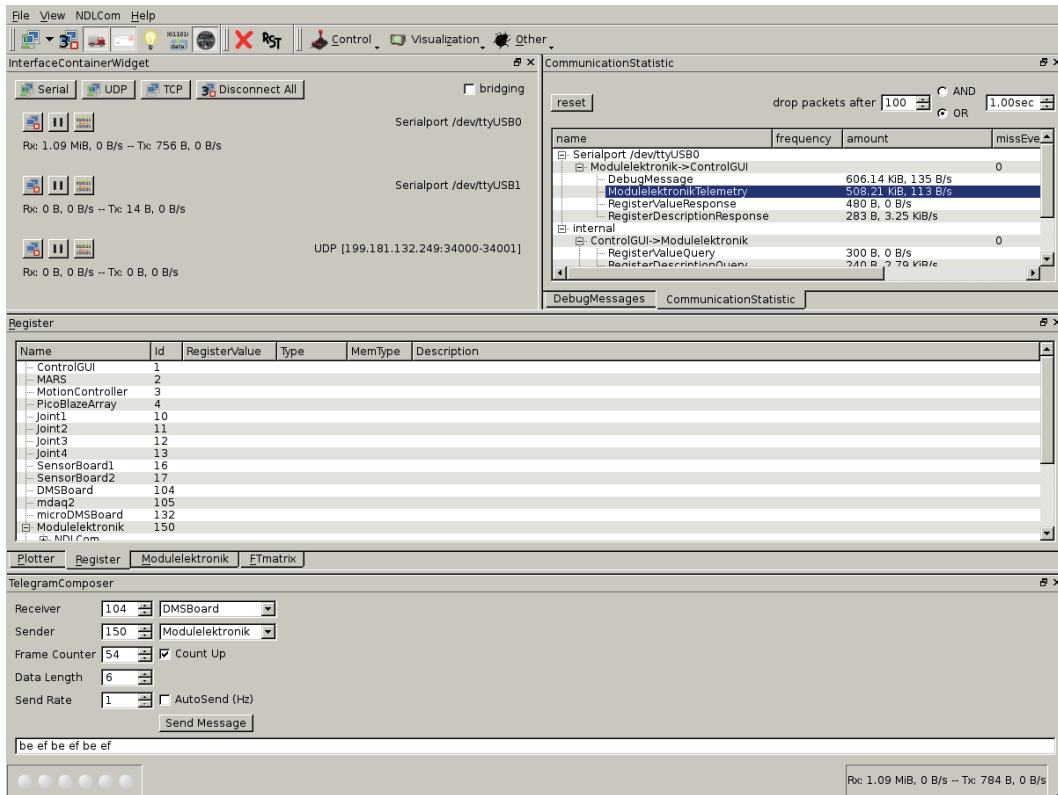 File View NDLCom Help
RST Control Visualization Other
InterfaceContainerWidget
Serial UDP TCP Disconnect All bridging
Serialport /dev/ttyUSB0
Rx: 1.09 MiB, 0 B/s -- Tx: 756 B, 0 B/s
Serialport /dev/ttyUSB1
Rx: 0 B, 0 B/s -- Tx: 14 B, 0 B/s
UDP [199.181.132.249:34000-34001]
Rx: 0 B, 0 B/s -- Tx: 0 B, 0 B/s
CommunicationStatistic
reset drop packets after 100 AND OR 1.00sec
name frequency amount missEve
Serialport /dev/ttyUSB0
Modulelektronik->ControlGUI 0
DebugMessage 606.14 KiB, 135 B/s
ModulelektronikTelemetry 508.21 KiB, 113 B/s
RegisterValueResponse 480 B, 0 B/s
RegisterDescriptionResponse 283 B, 3.25 KiB/s
internal
ControlGUI->Modulelektronik 0
RegisterValueQuery 300 B, 0 B/s
RegisterDescriptionQuery 240 B, 2.79 KiB/s
DebugMessages CommunicationStatistic
Register
Name Id RegisterValue Type MemType Description
ControlGUI 1
MARS 2
MotionController 3
PicoBlazeArray 4
Joint1 10
Joint2 11
Joint3 12
Joint4 13
SensorBoard1 16
SensorBoard2 17
DMSBoard 104
mdaq2 105
microDMSBoard 132
Modulelektronik 150
NDLCom
Plotter Register Modulelektronik FTmatrix
TelegramComposer
Receiver 104 DMSBoard
Sender 150 Modulelektronik
Frame Counter 54 Count Up
Data Length 6
Send Rate 1 AutoSend (Hz)
Send Message
be ef be ef be ef
Rx: 1.09 MiB, 0 B/s -- Tx: 784 B, 0 B/s